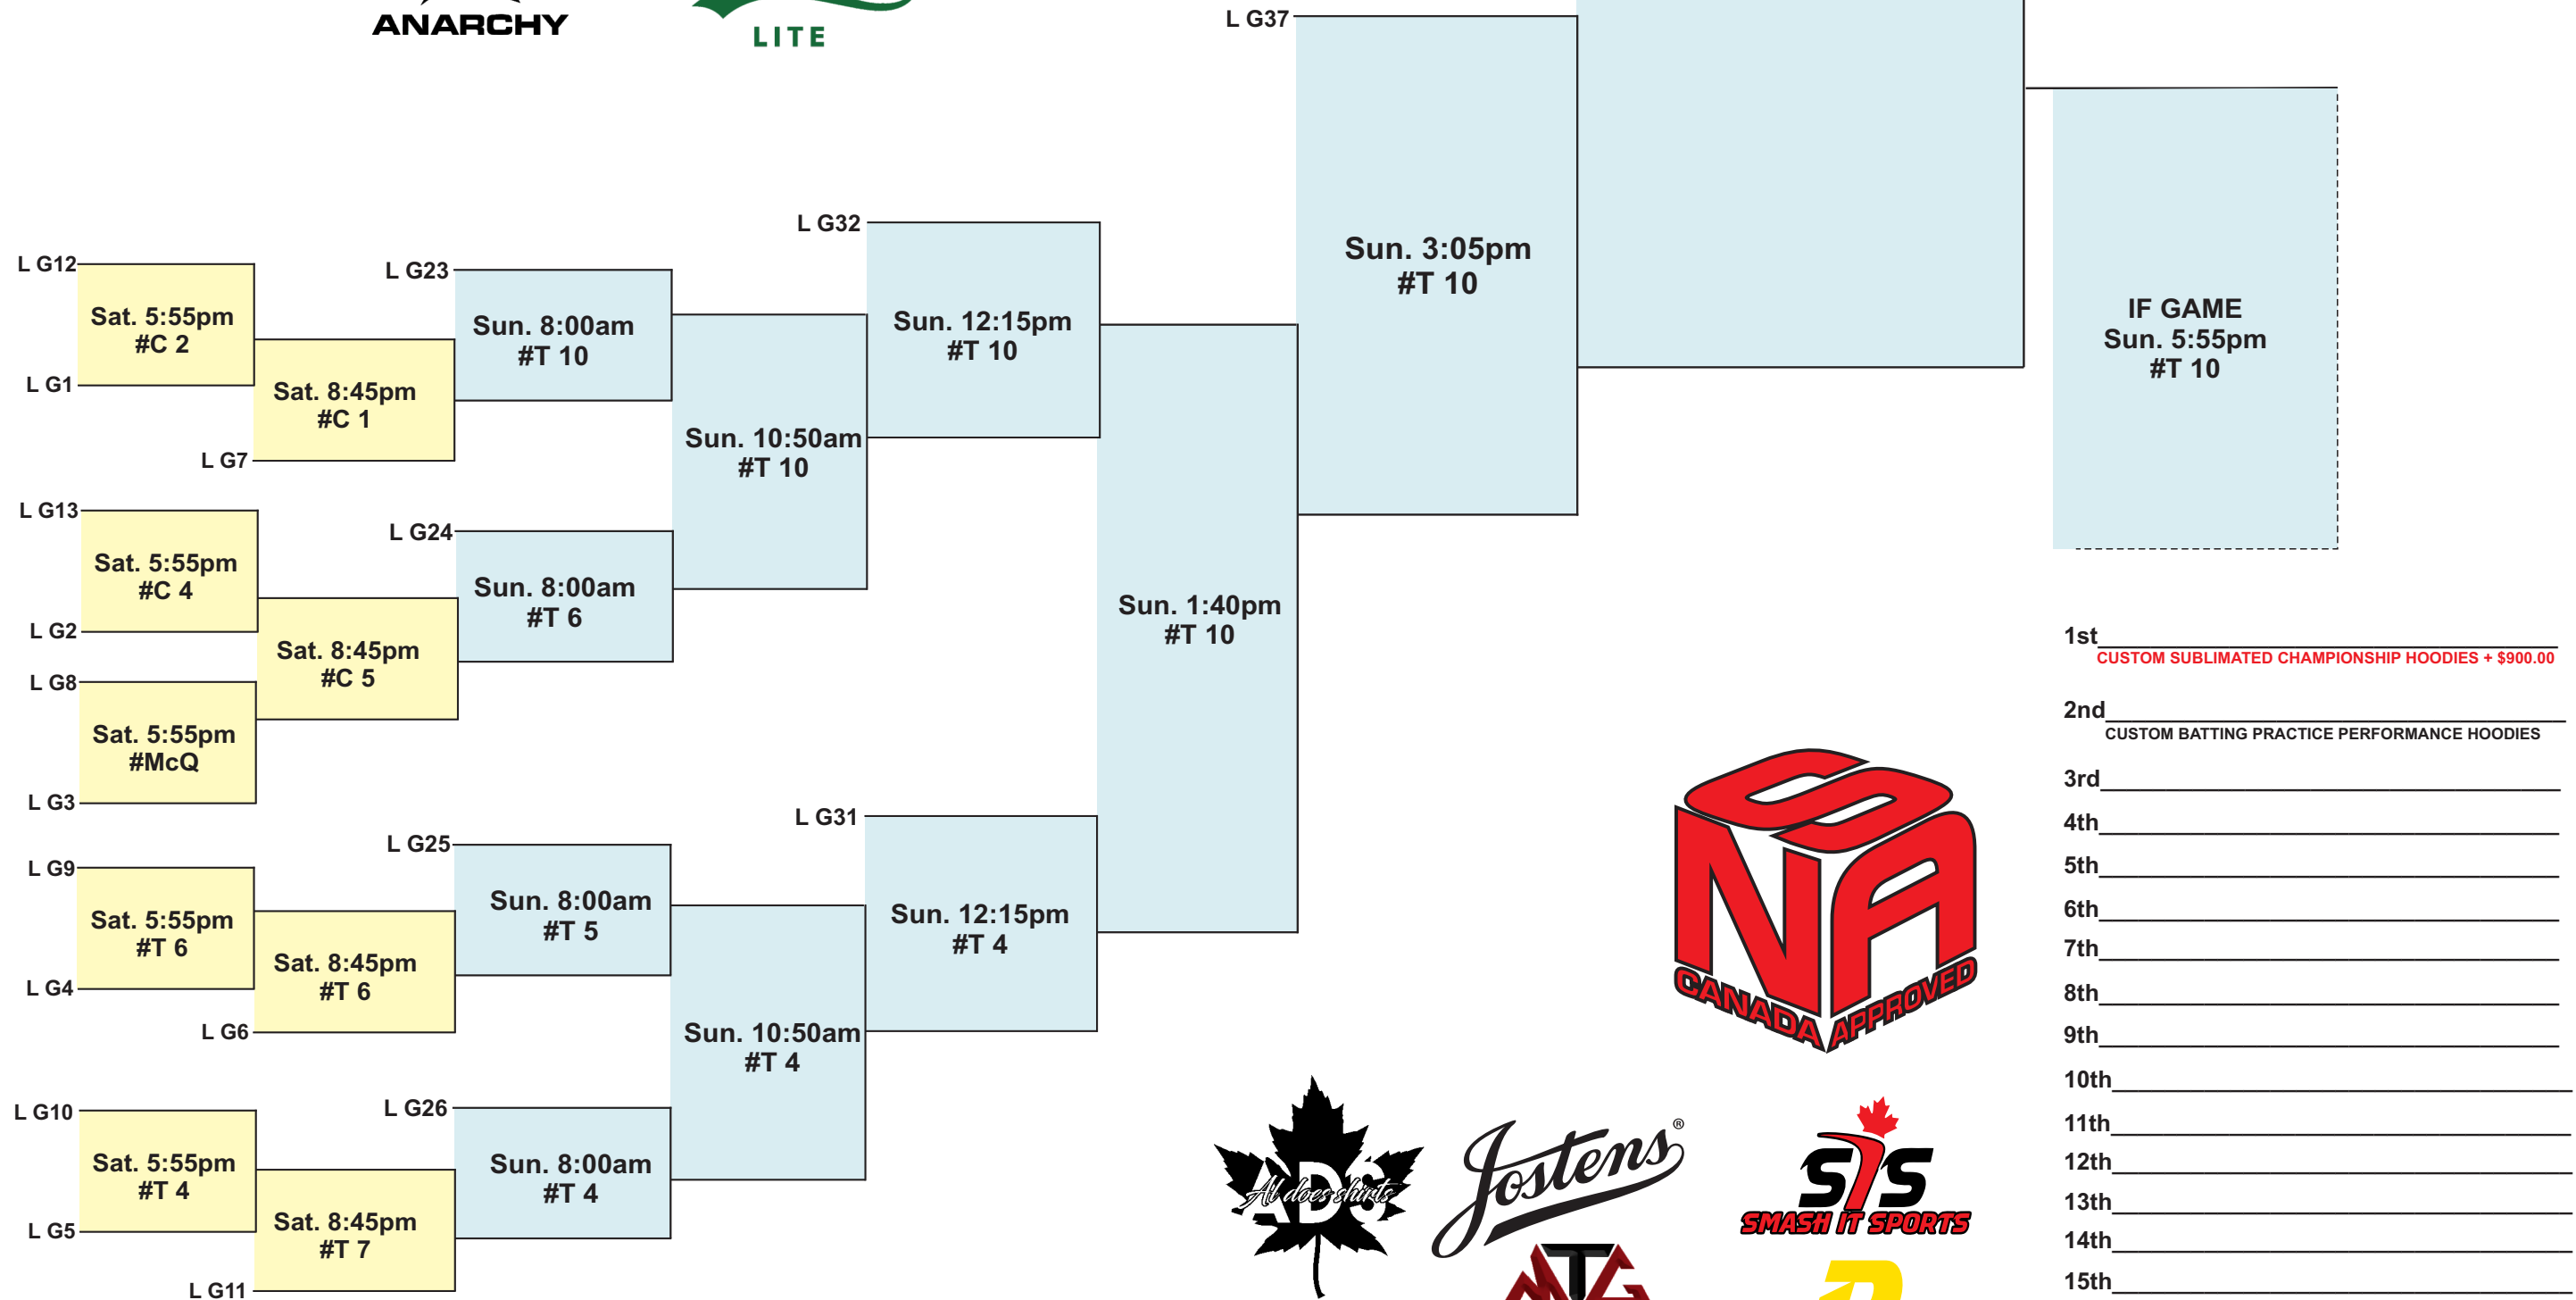 ANARCHY
LITE
L G37
L G32
L G12
L G23
Sat. 5:55pm
#C 2
Sun. 8:00am
#T 10
Sun. 12:15pm
#T 10
Sun. 3:05pm
#T 10
IF GAME
Sun. 5:55pm
#T 10
L G1
Sat. 8:45pm
#C 1
L G7
Sun. 10:50am
#T 10
L G13
L G24
Sat. 5:55pm
#C 4
Sun. 8:00am
#T 6
L G2
Sat. 8:45pm
#C 5
L G8
Sat. 5:55pm
#McQ
L G3
Sun. 1:40pm
#T 10
L G31
L G25
L G9
Sat. 5:55pm
#T 6
Sun. 8:00am
#T 5
Sun. 12:15pm
#T 4
L G4
Sat. 8:45pm
#T 6
L G6
Sun. 10:50am
#T 4
L G10
L G26
Sat. 5:55pm
#T 4
Sun. 8:00am
#T 4
L G5
Sat. 8:45pm
#T 7
L G11
1st
CUSTOM SUBLIMATED CHAMPIONSHIP HOODIES + $900.00
2nd
CUSTOM BATTING PRACTICE PERFORMANCE HOODIES
3rd
4th
5th
6th
7th
8th
9th
10th
11th
12th
13th
14th
15th
NSA
CANADA APPROVED
ADS
Al does shirts
Jostens®
SIS
SMASH IT SPORTS
MTG